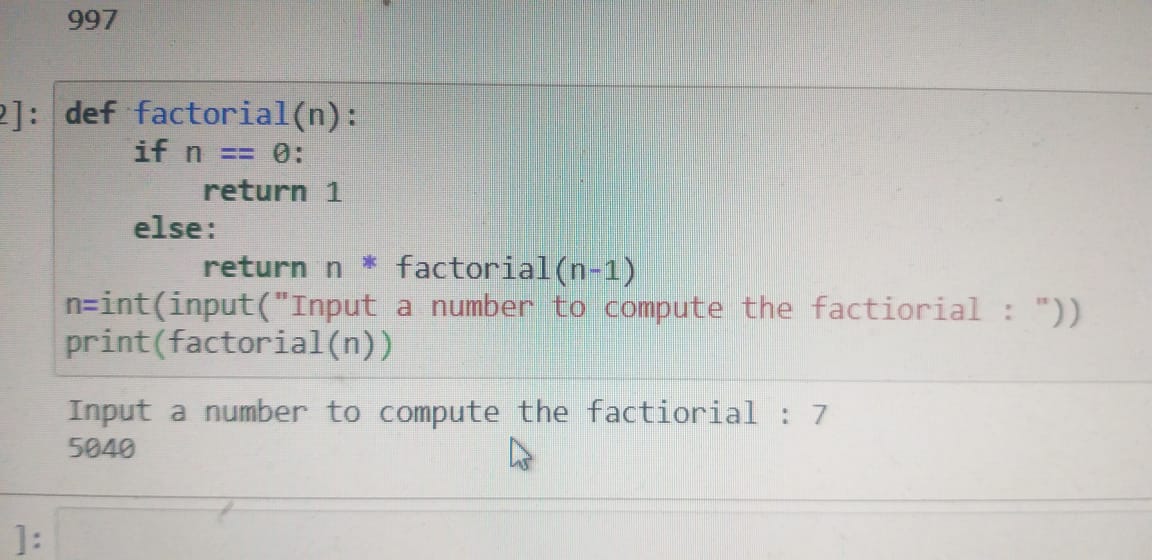 997
2]: def factorial(n):
    if n == 0:
        return 1
    else:
        return n * factorial(n-1)
n=int(input("Input a number to compute the factiorial : "))
print(factorial(n))
Input a number to compute the factiorial : 7
5040
]: